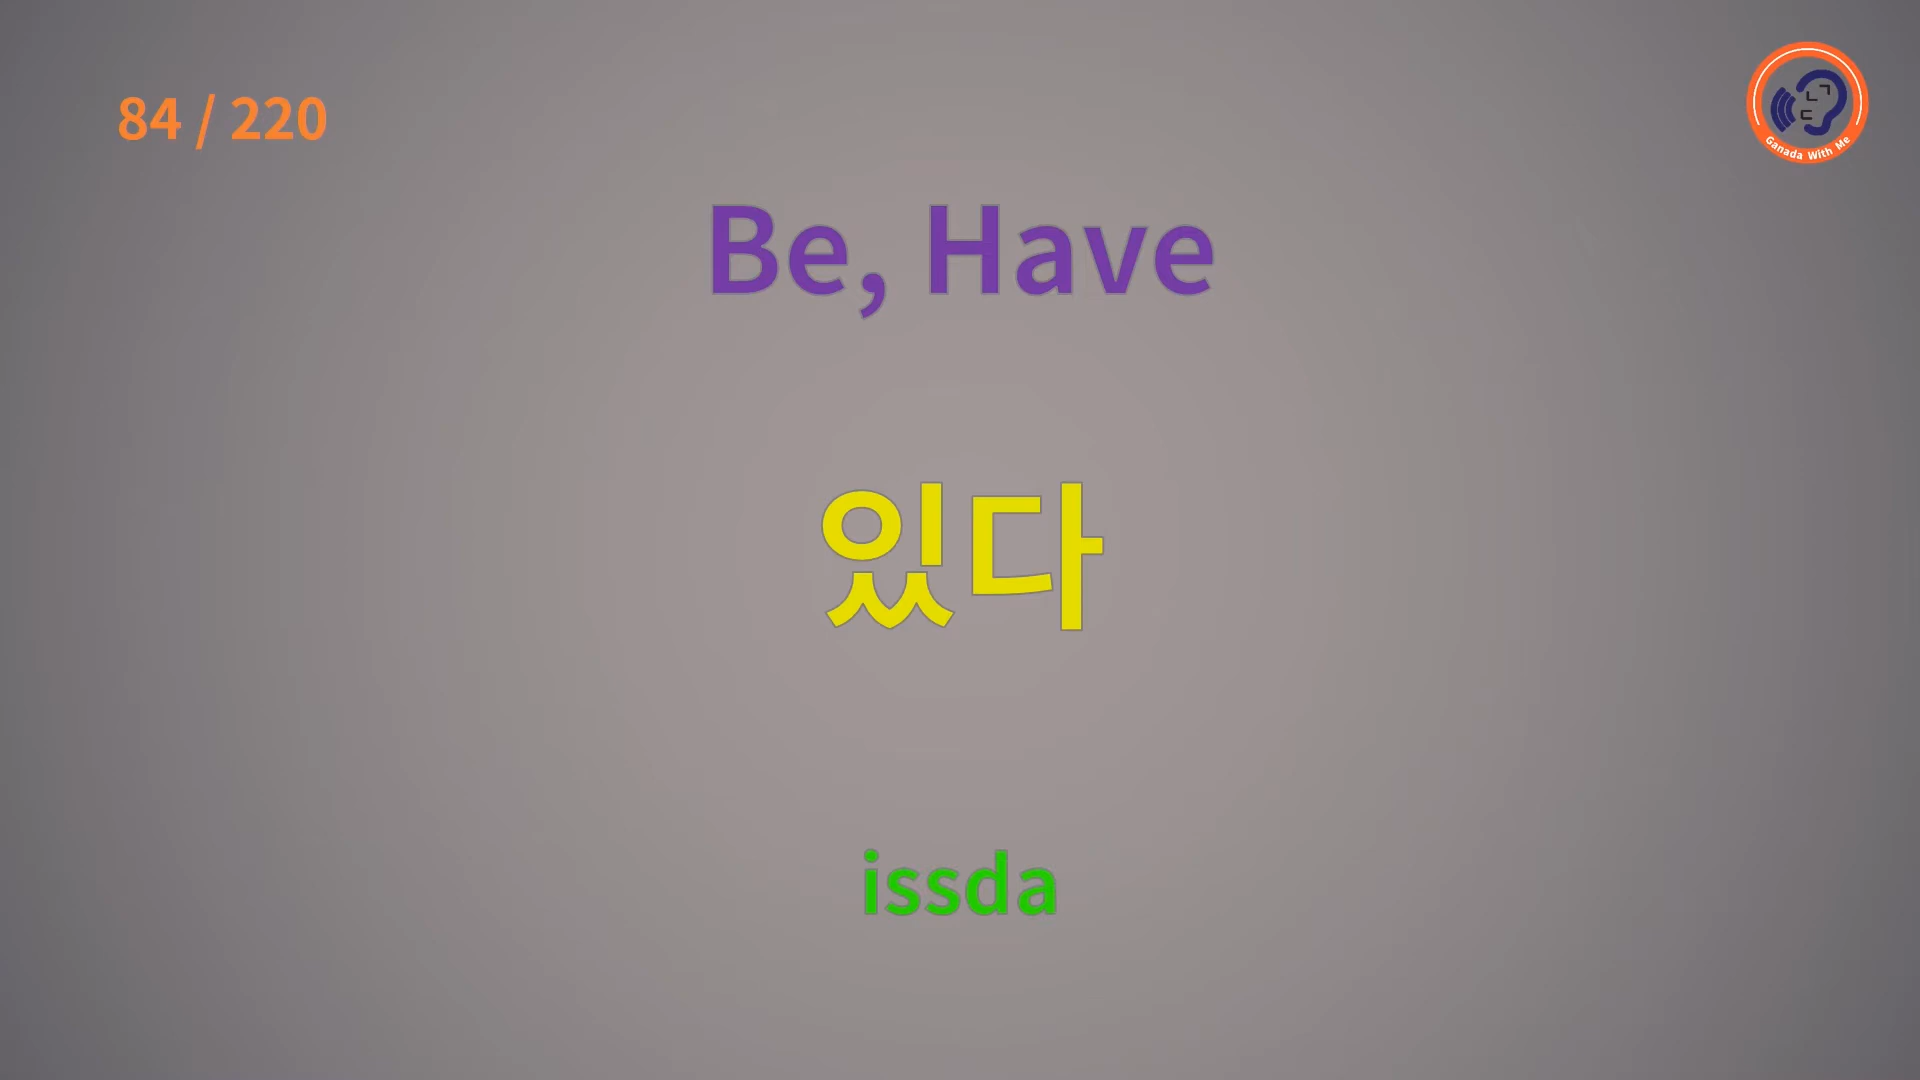 84 / 220
Ganada With Me
Be, Have
있다
issda